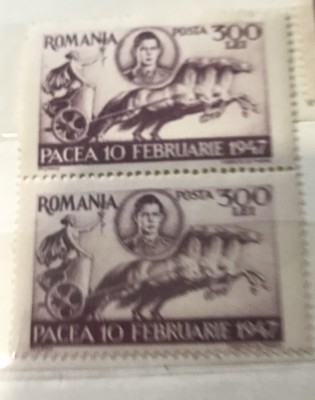 ROMANIA POSTA 300
LEI
PACEA 10 FEBRUARIE 1947
ROMANIA POSTA 300
LEI
PACEA 10 FEBRUARIE 1947